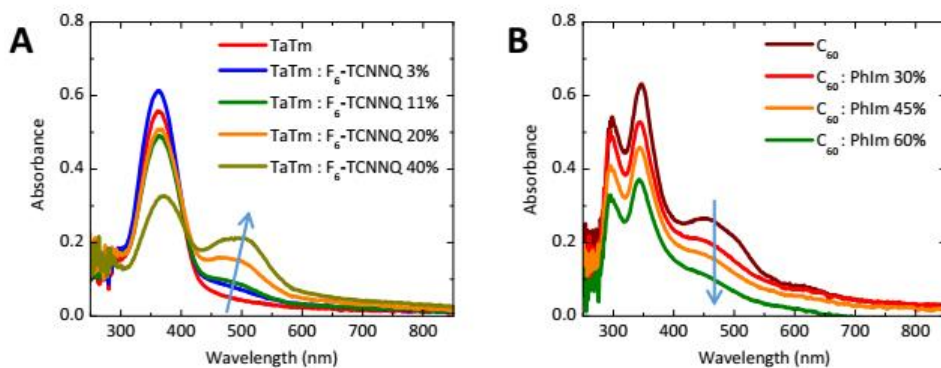 A
0.8
0.6
0.4
0.2
0.0
Absorbance
300 400 500 600 700 800
Wavelength (nm)
TaTm
TaTm : F₆-TCNNQ 3%
TaTm : F₆-TCNNQ 11%
TaTm : F₆-TCNNQ 20%
TaTm : F₆-TCNNQ 40%
B
0.8
0.6
0.4
0.2
0.0
Absorbance
300 400 500 600 700 800
Wavelength (nm)
C₆₀
C₆₀: PhIm 30%
C₆₀: PhIm 45%
C₆₀: PhIm 60%